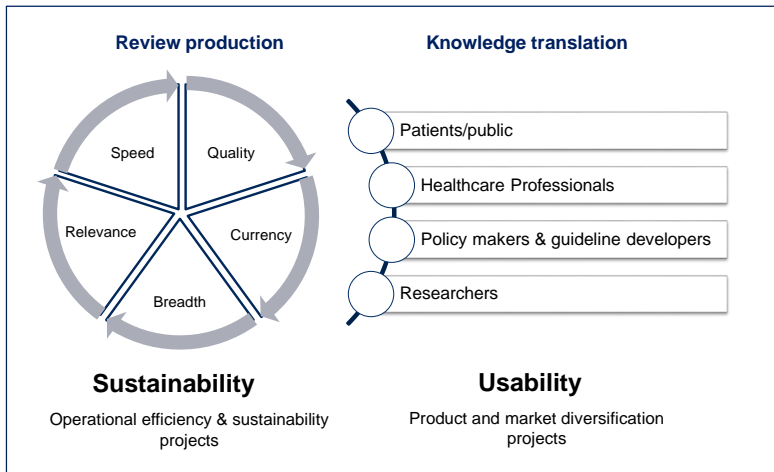 Review production
Speed
Quality
Relevance
Currency
Breadth
Sustainability
Operational efficiency & sustainability
projects
Knowledge translation
Patients/public
Healthcare Professionals
Policy makers & guideline developers
Researchers
Usability
Product and market diversification
projects